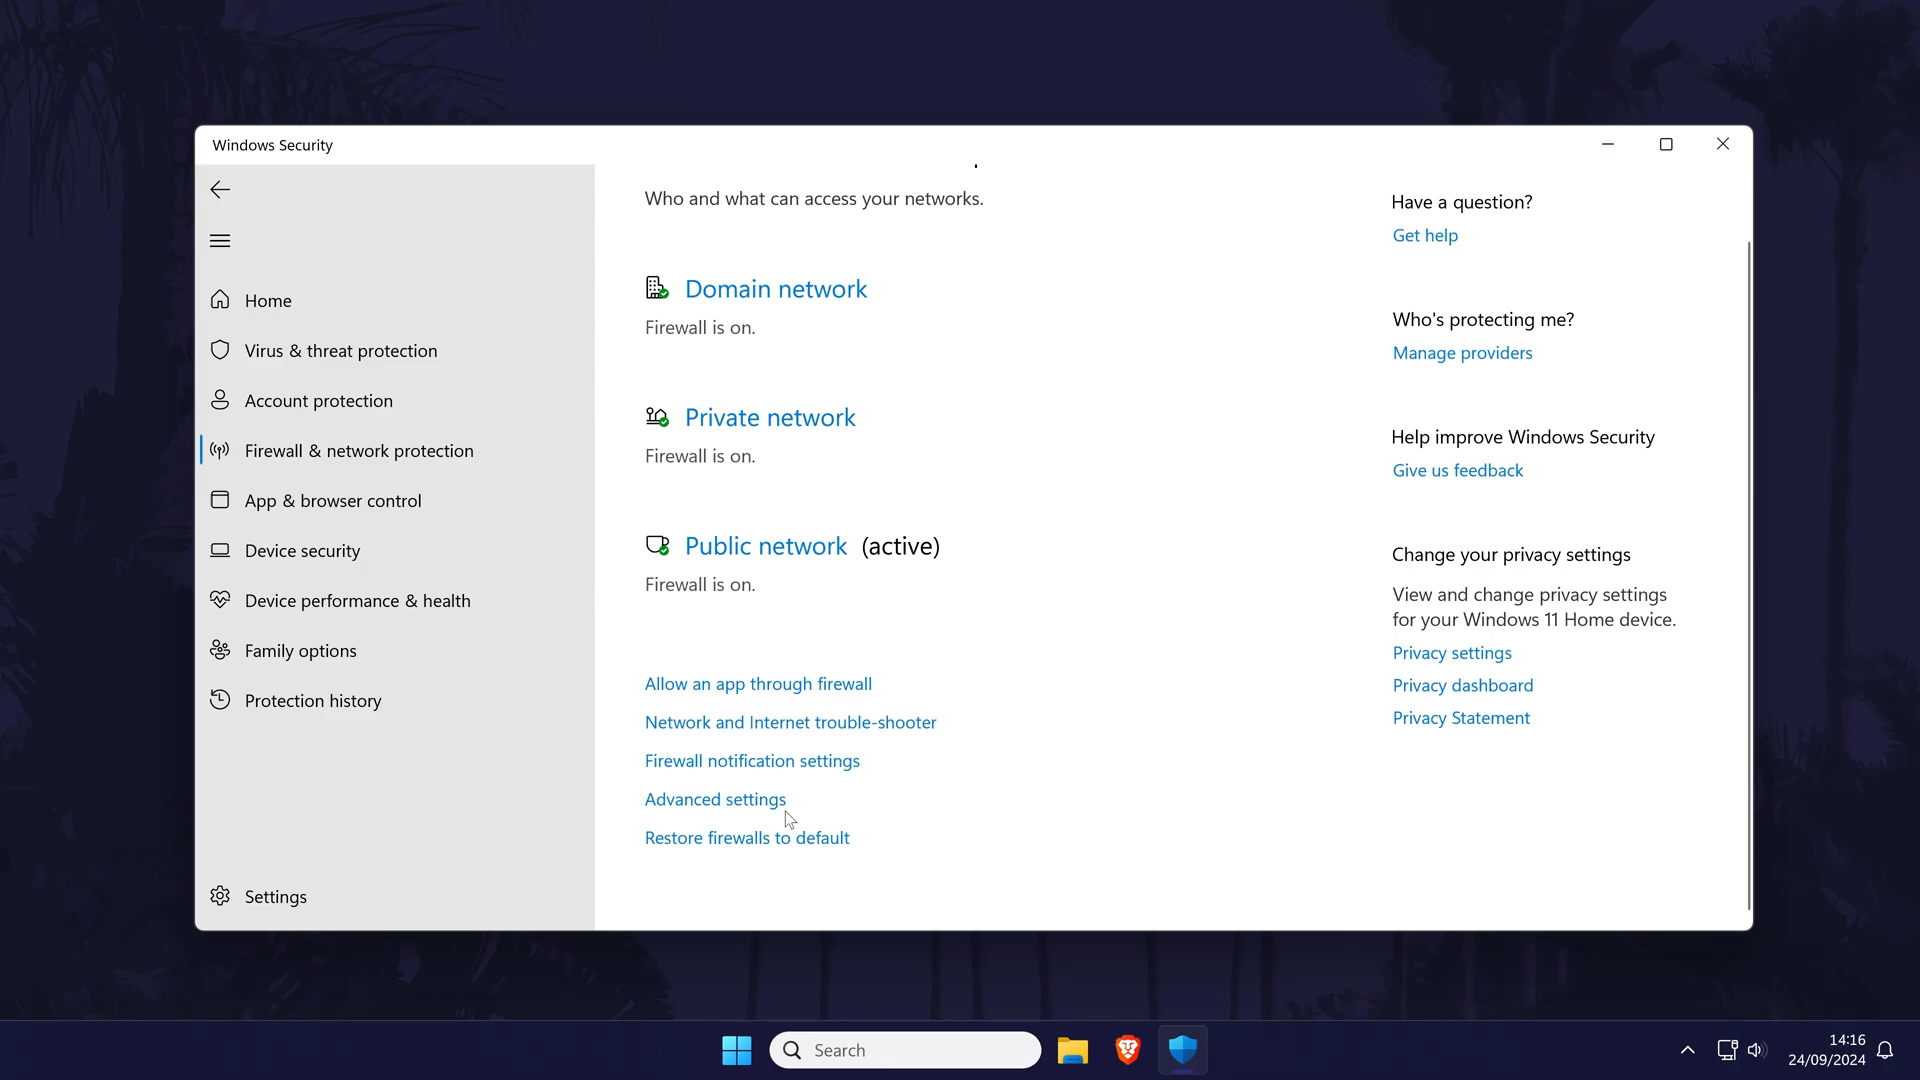 Windows Security
Home
Virus & threat protection
Account protection
Firewall & network protection
App & browser control
Device security
Device performance & health
Family options
Protection history
Settings
Who and what can access your networks.
Domain network
Firewall is on.
Private network
Firewall is on.
Public network (active)
Firewall is on.
Allow an app through firewall
Network and Internet trouble-shooter
Firewall notification settings
Advanced settings
Restore firewalls to default
Have a question?
Get help
Who's protecting me?
Manage providers
Help improve Windows Security
Give us feedback
Change your privacy settings
View and change privacy settings
for your Windows 11 Home device.
Privacy settings
Privacy dashboard
Privacy Statement
Search
14:16
24/09/2024